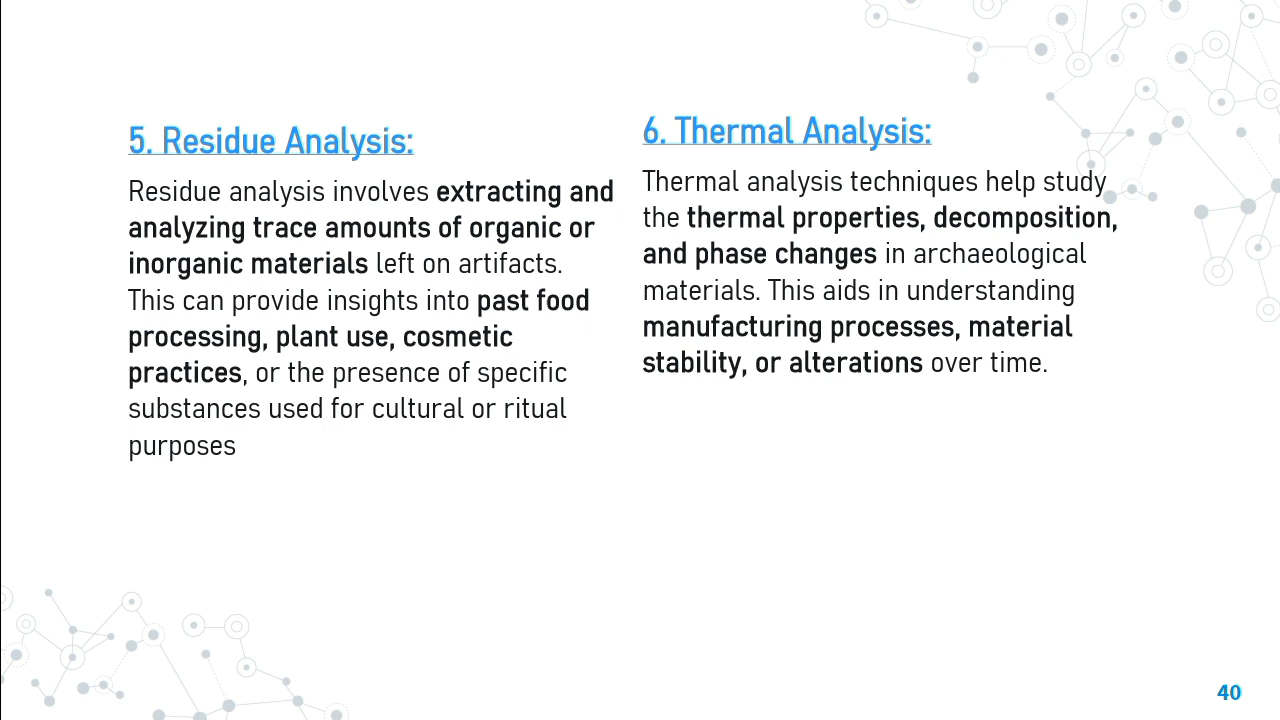 5. Residue Analysis:
Residue analysis involves extracting and
analyzing trace amounts of organic or
inorganic materials left on artifacts.
This can provide insights into past food
processing, plant use, cosmetic
practices, or the presence of specific
substances used for cultural or ritual
purposes
6. Thermal Analysis:
Thermal analysis techniques help study
the thermal properties, decomposition,
and phase changes in archaeological
materials. This aids in understanding
manufacturing processes, material
stability, or alterations over time.
40